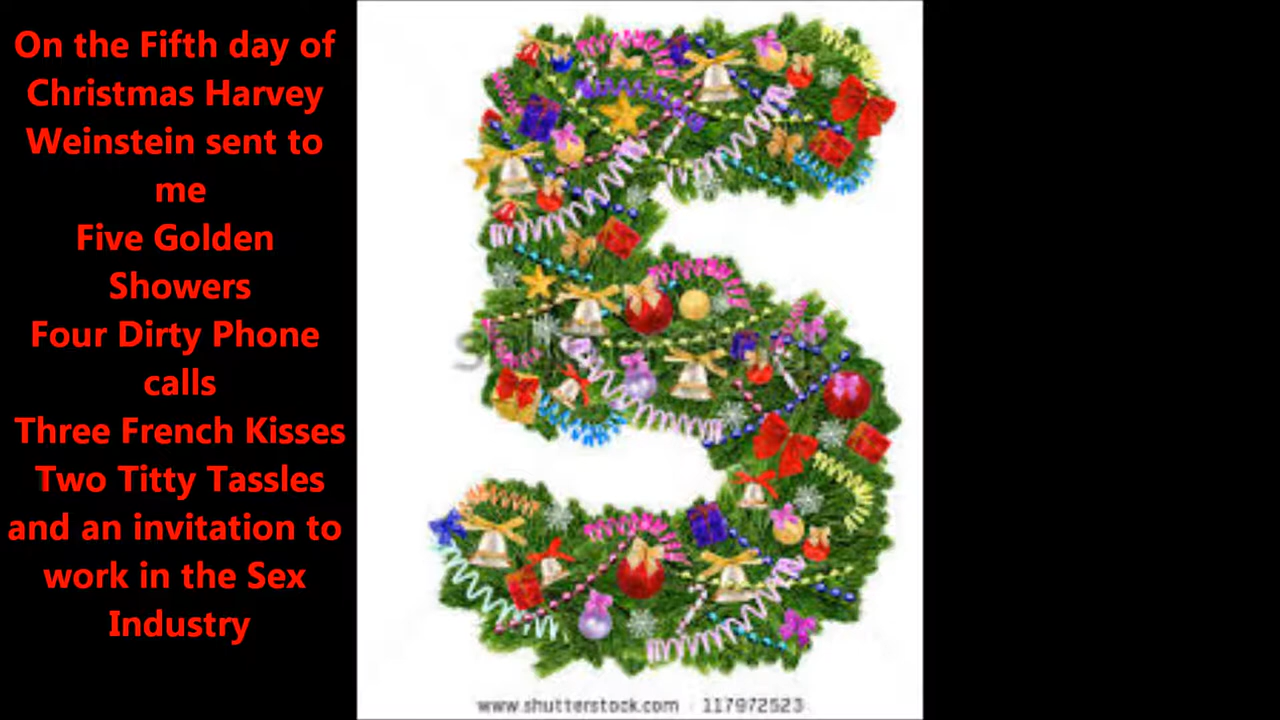 On the Fifth day of
Christmas Harvey
Weinstein sent to
me
Five Golden
Showers
Four Dirty Phone
calls
Three French Kisses
Two Titty Tassles
and an invitation to
work in the Sex
Industry
www.shutterstock.com · 117972523